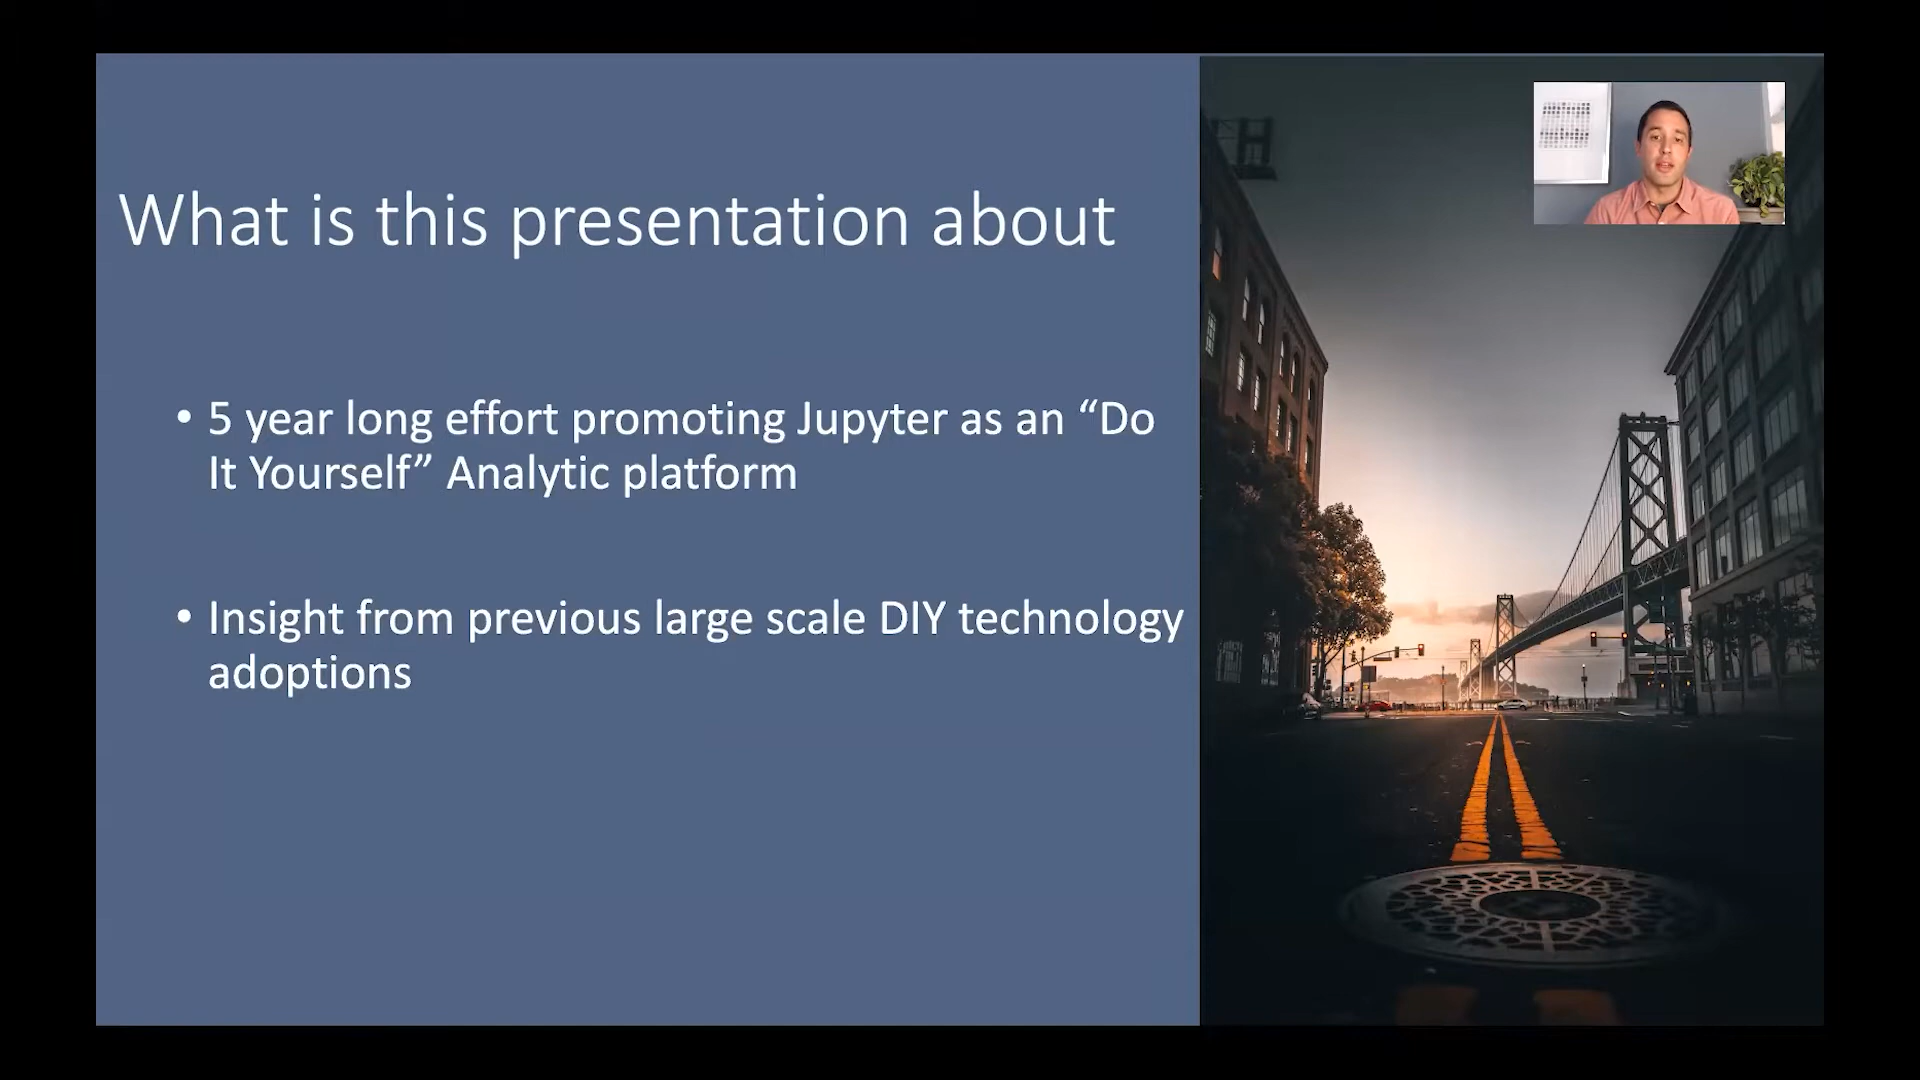 What is this presentation about
• 5 year long effort promoting Jupyter as an “Do
It Yourself” Analytic platform
• Insight from previous large scale DIY technology
adoptions